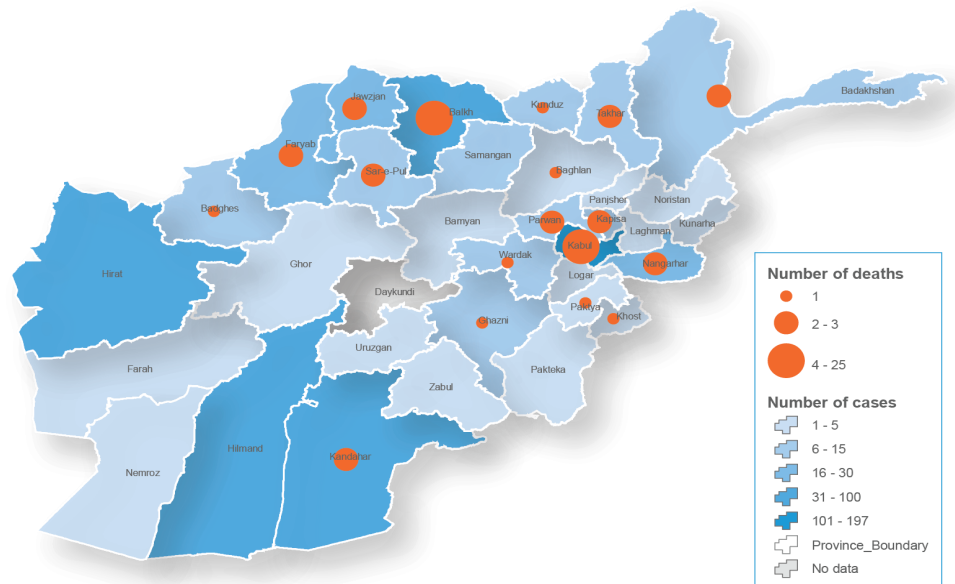 Badakhshan
Jawzjan
Balkh
Kunduz
Takhar
Faryab
Samangan
Sar-e-Pul
Baghlan
Panjsher
Noristan
Badghes
Bamyan
Parwan
Kapisa
Kunarha
Laghman
Kabul
Wardak
Ghor
Hirat
Nangarhar
Logar
Daykundi
Paktya
Khost
Ghazni
Uruzgan
Farah
Pakteka
Zabul
Hilmand
Kandahar
Nemroz
Number of deaths
1
2 - 3
4 - 25
Number of cases
1 - 5
6 - 15
16 - 30
31 - 100
101 - 197
Province_Boundary
No data